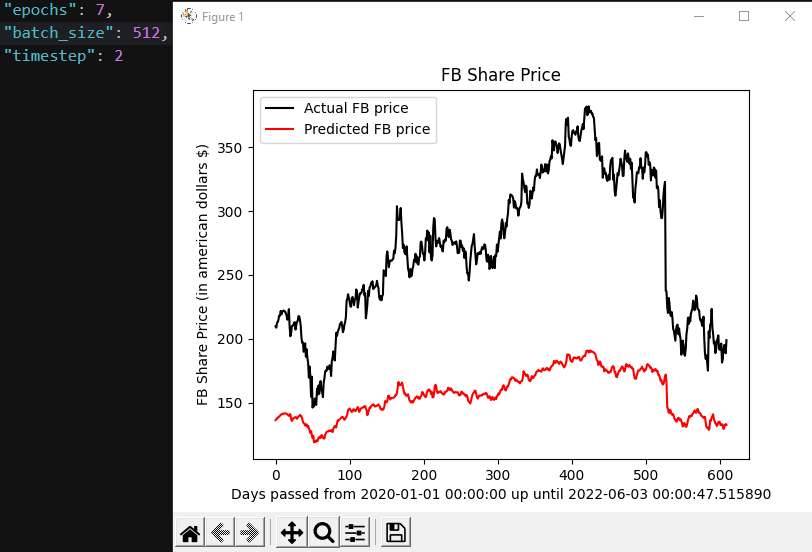 "epochs": 7,
"batch_size": 512,
"timestep": 2
Figure 1
FB Share Price
Actual FB price
Predicted FB price
FB Share Price (in american dollars $)
350
300
250
200
150
0 100 200 300 400 500 600
Days passed from 2020-01-01 00:00:00 up until 2022-06-03 00:00:47.515890